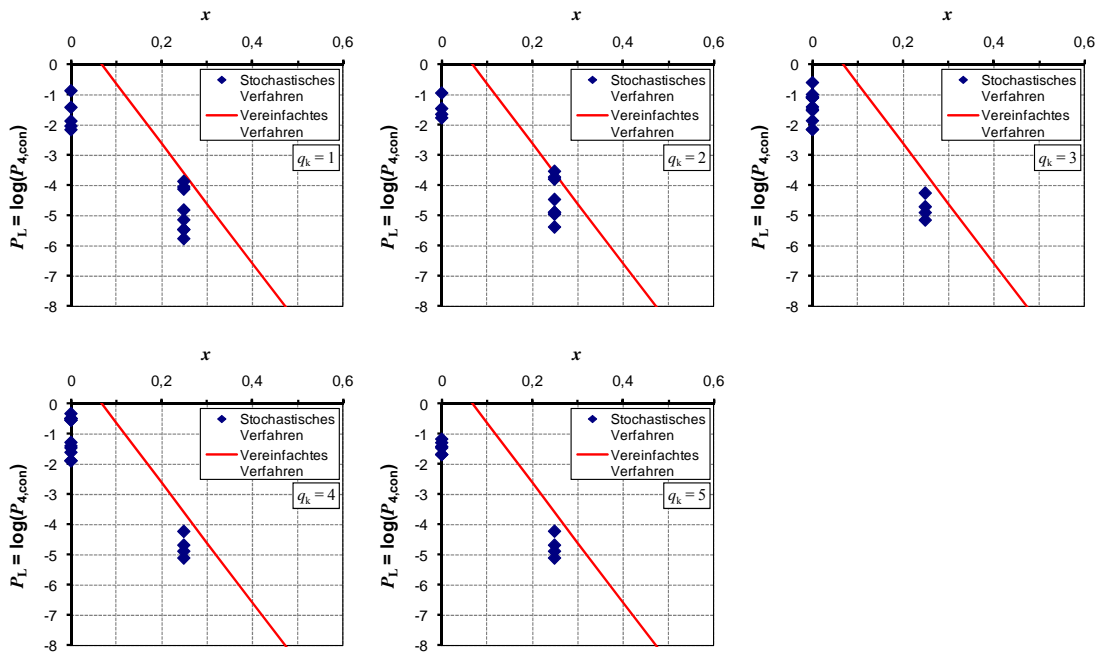 x
0 0,2 0,4 0,6
0
-1
-2
-3
-4
-5
-6
-7
-8
P_L = log(P_4,con)
Stochastisches
Verfahren
Vereinfachtes
Verfahren
q_k = 1
x
0 0,2 0,4 0,6
0
-1
-2
-3
-4
-5
-6
-7
-8
P_L = log(P_4,con)
Stochastisches
Verfahren
Vereinfachtes
Verfahren
q_k = 2
x
0 0,2 0,4 0,6
0
-1
-2
-3
-4
-5
-6
-7
-8
P_L = log(P_4,con)
Stochastisches
Verfahren
Vereinfachtes
Verfahren
q_k = 3
x
0 0,2 0,4 0,6
0
-1
-2
-3
-4
-5
-6
-7
-8
P_L = log(P_4,con)
Stochastisches
Verfahren
Vereinfachtes
Verfahren
q_k = 4
x
0 0,2 0,4 0,6
0
-1
-2
-3
-4
-5
-6
-7
-8
P_L = log(P_4,con)
Stochastisches
Verfahren
Vereinfachtes
Verfahren
q_k = 5